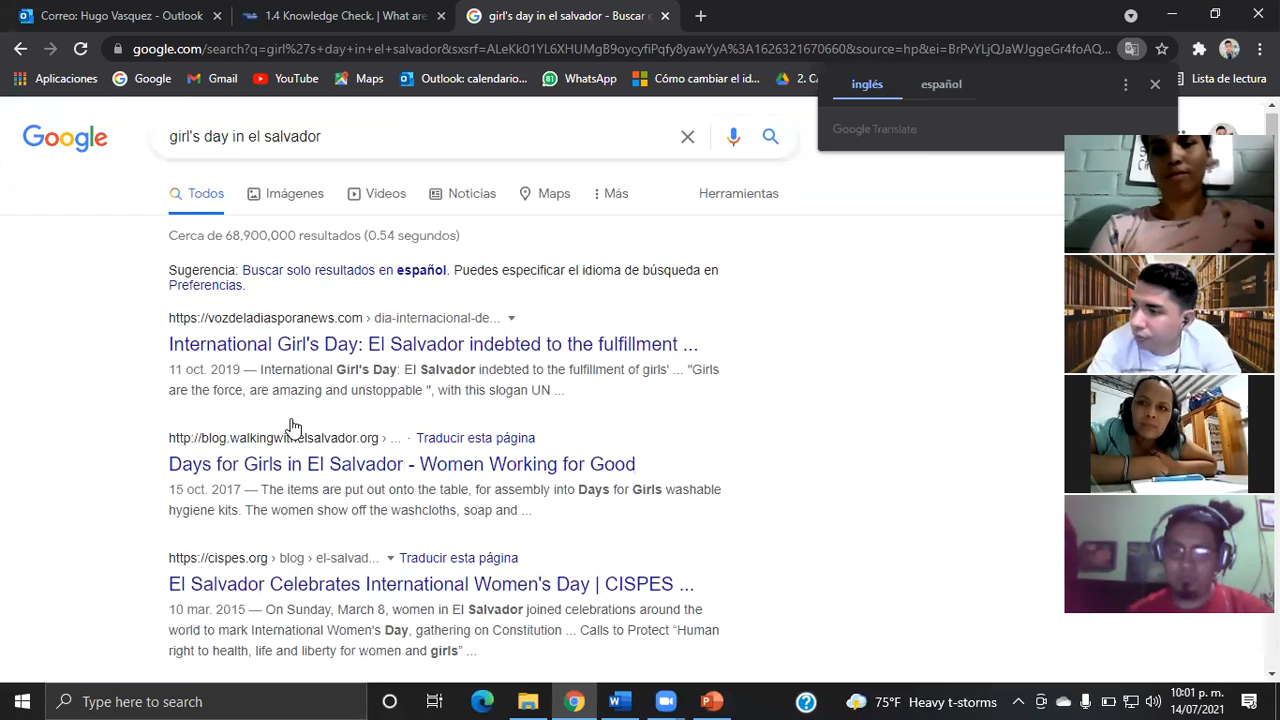 Correo: Hugo Vasquez - Outlook
1.4 Knowledge Check. | What are
girl's day in el salvador - Buscar
google.com/search?q=girl%27s+day+in+el+salvador&sxsrf=ALeKk01YL6XHUMgB9oycyfiPqfy8yawYyA%3A1626321670660&source=hp&ei=BrPvYLjQJaWJggeGr4foAQ...
Aplicaciones
Google
Gmail
YouTube
Maps
Outlook: calendario...
WhatsApp
Cómo cambiar el id...
2. C
Lista de lectura
inglés
español
Google Translate
Google
girl's day in el salvador
Todos
Imágenes
Videos
Noticias
Maps
Más
Herramientas
Cerca de 68,900,000 resultados (0.54 segundos)
Sugerencia: Buscar solo resultados en español. Puedes especificar el idioma de búsqueda en
Preferencias.
https://vozdeladiasporanews.com › dia-internacional-de...
International Girl's Day: El Salvador indebted to the fulfillment ...
11 oct. 2019 — International Girl's Day: El Salvador indebted to the fulfillment of girls' ... "Girls
are the force, are amazing and unstoppable ", with this slogan UN ...
http://blog.walkingwithelsalvador.org › ... · Traducir esta página
Days for Girls in El Salvador - Women Working for Good
15 oct. 2017 — The items are put out onto the table, for assembly into Days for Girls washable
hygiene kits. The women show off the washcloths, soap and ...
https://cispes.org › blog › el-salvad... Traducir esta página
El Salvador Celebrates International Women's Day | CISPES ...
10 mar. 2015 — On Sunday, March 8, women in El Salvador joined celebrations around the
world to mark International Women's Day, gathering on Constitution ... Calls to Protect “Human
right to health, life and liberty for women and girls” ...
Type here to search
75°F Heavy t-storms
10:01 p. m.
14/07/2021